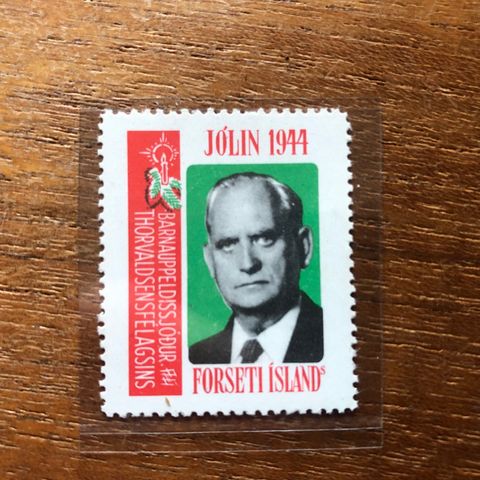 JÓLIN 1944
BARNAUPPELDISSJÓÐUR
THORVALDSENSFÉLAGSINS
FORSETI ÍSLANDS